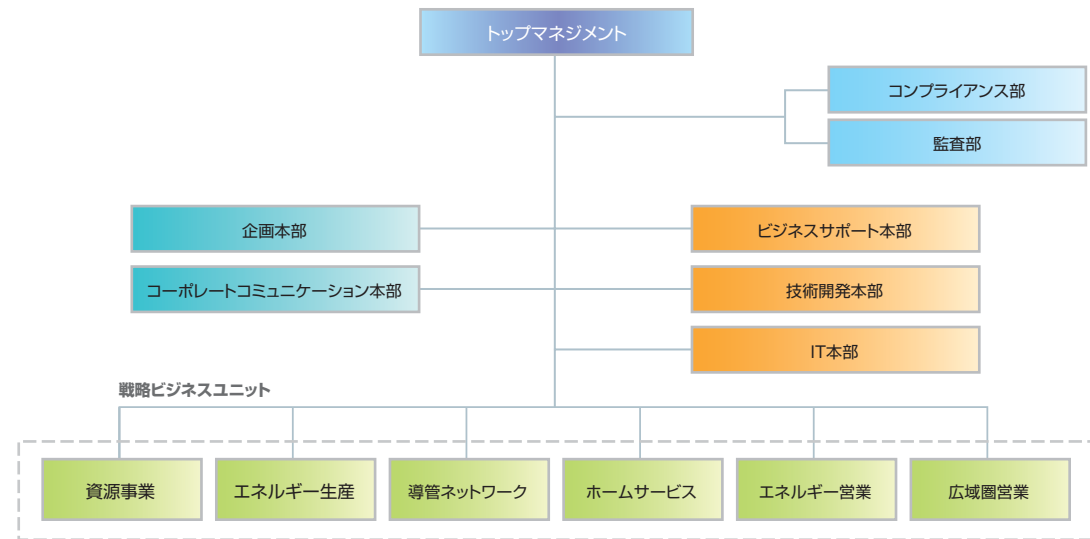 トップマネジメント
コンプライアンス部
監査部
企画本部
ビジネスサポート本部
コーポレートコミュニケーション本部
技術開発本部
IT本部
戦略ビジネスユニット
資源事業
エネルギー生産
導管ネットワーク
ホームサービス
エネルギー営業
広域圏営業